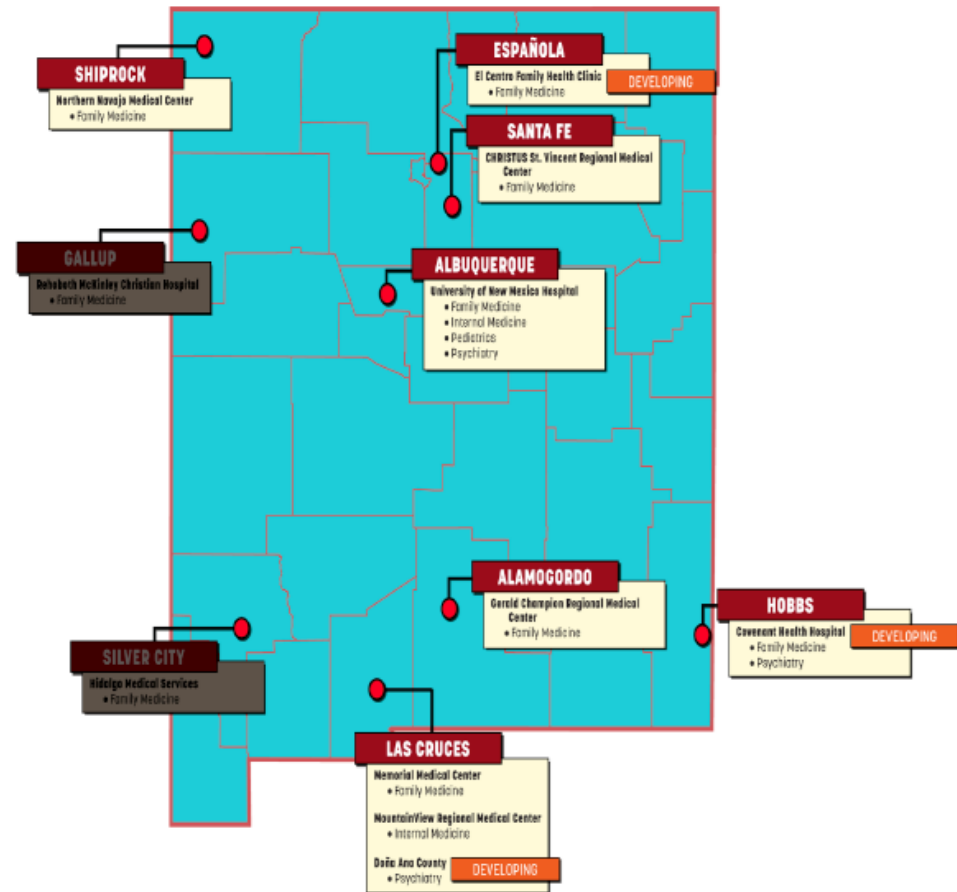 SHIPROCK
Northern Navajo Medical Center
• Family Medicine
ESPAÑOLA
El Centro Family Health Clinic
• Family Medicine
DEVELOPING
SANTA FE
CHRISTUS St. Vincent Regional Medical
Center
• Family Medicine
GALLUP
Rehoboth McKinley Christian Hospital
• Family Medicine
ALBUQUERQUE
University of New Mexico Hospital
• Family Medicine
• Internal Medicine
• Pediatrics
• Psychiatry
ALAMOGORDO
Gerald Champion Regional Medical
Center
• Family Medicine
HOBBS
Covenant Health Hospital
• Family Medicine
• Psychiatry
DEVELOPING
SILVER CITY
Hidalgo Medical Services
• Family Medicine
LAS CRUCES
Memorial Medical Center
• Family Medicine
MountainView Regional Medical Center
• Internal Medicine
Doña Ana County
• Psychiatry
DEVELOPING